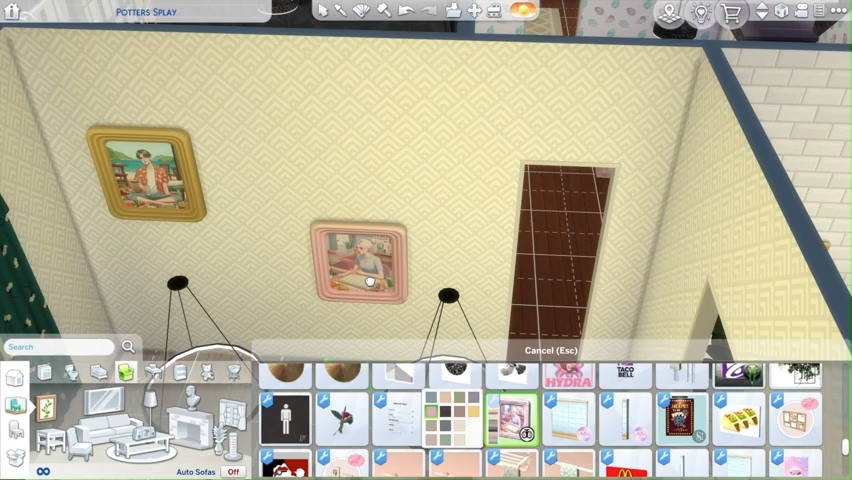 POTTERS SPLAY
Search
Cancel (Esc)
HYDRA
TACO
BELL
Auto Sofas
Off